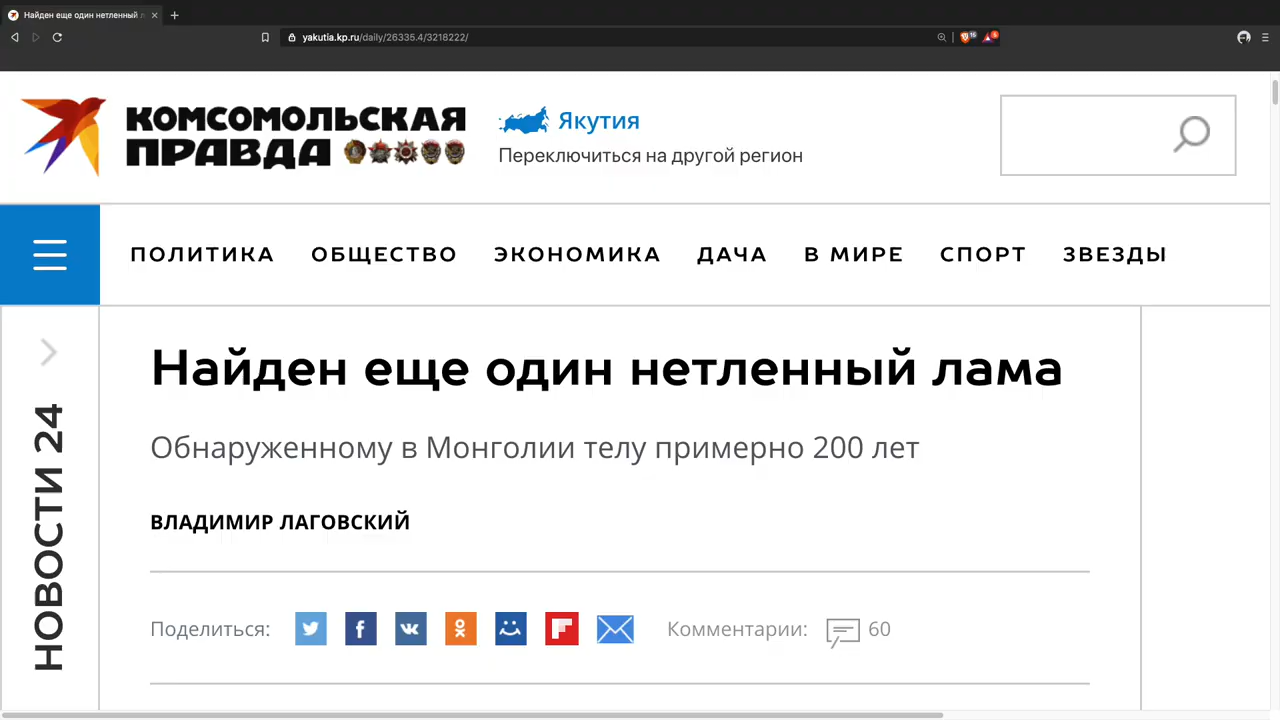 Найден еще один нетленный л
yakutia.kp.ru/daily/26335.4/3218222/
КОМСОМОЛЬСКАЯ
ПРАВДА
Якутия
Переключиться на другой регион
ПОЛИТИКА ОБЩЕСТВО ЭКОНОМИКА ДАЧА В МИРЕ СПОРТ ЗВЕЗДЫ
НОВОСТИ 24
Найден еще один нетленный лама
Обнаруженному в Монголии телу примерно 200 лет
ВЛАДИМИР ЛАГОВСКИЙ
Поделиться: Комментарии: 60